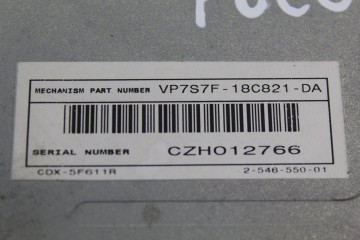 MECHANISM PART NUMBER VP7S7F-18C821-DA
SERIAL NUMBER CZH012766
CDX-5F611R 2-546-550-01